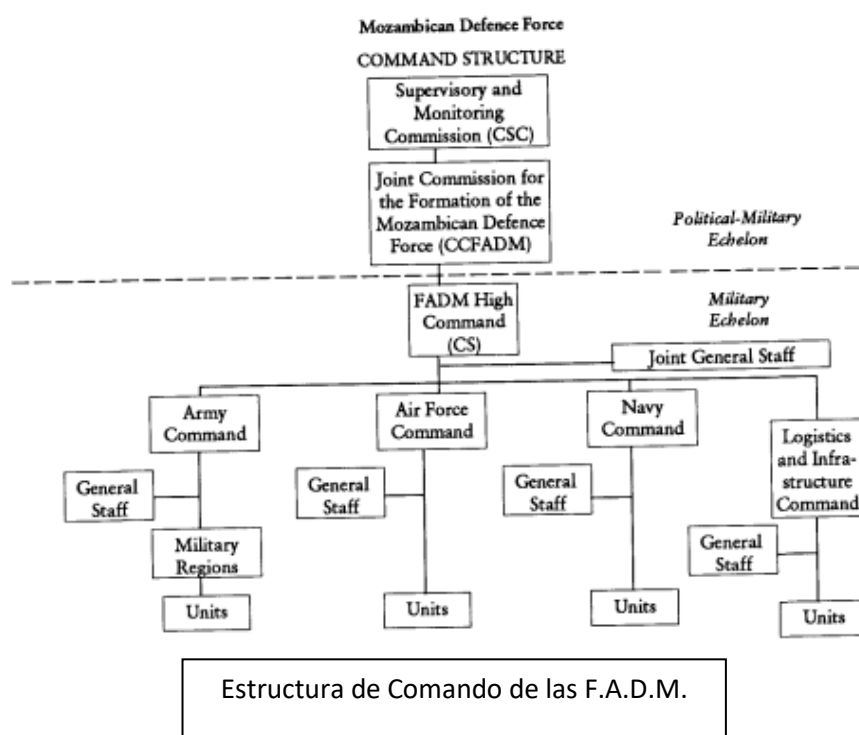 Mozambican Defence Force
COMMAND STRUCTURE
Supervisory and
Monitoring
Commission (CSC)
Joint Commission for
the Formation of the
Mozambican Defence
Force (CCFADM)
Political-Military
Echelon
FADM High
Command
(CS)
Military
Echelon
Joint General Staff
Army
Command
Air Force
Command
Navy
Command
Logistics
and Infra-
structure
Command
General
Staff
General
Staff
General
Staff
General
Staff
Military
Regions
Units
Units
Units
Units
Estructura de Comando de las F.A.D.M.